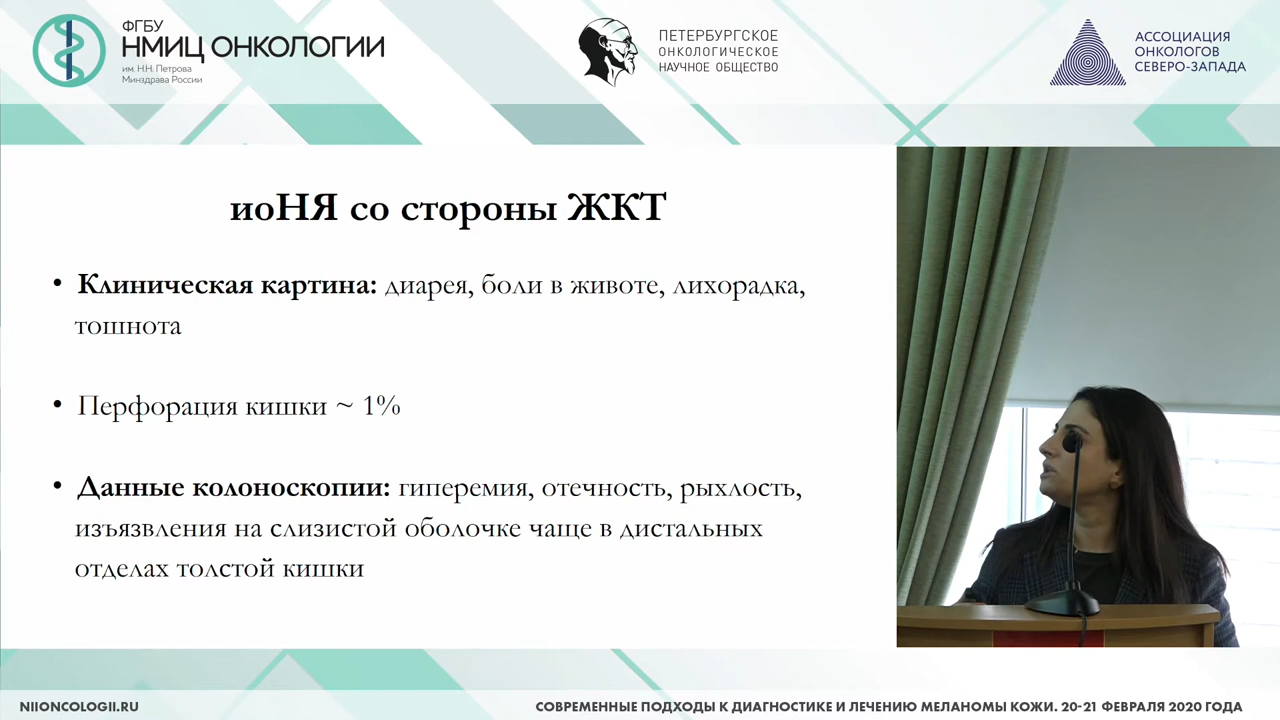 ФГБУ
НМИЦ ОНКОЛОГИИ
им. Н.Н. Петрова
Минздрава России
ПЕТЕРБУРГСКОЕ
ОНКОЛОГИЧЕСКОЕ
НАУЧНОЕ ОБЩЕСТВО
АССОЦИАЦИЯ
ОНКОЛОГОВ
СЕВЕРО-ЗАПАДА
иоНЯ со стороны ЖКТ
• Клиническая картина: диарея, боли в животе, лихорадка,
тошнота
• Перфорация кишки ~ 1%
• Данные колоноскопии: гиперемия, отечность, рыхлость,
изъязвления на слизистой оболочке чаще в дистальных
отделах толстой кишки
NIIONCOLOGII.RU
СОВРЕМЕННЫЕ ПОДХОДЫ К ДИАГНОСТИКЕ И ЛЕЧЕНИЮ МЕЛАНОМЫ КОЖИ. 20-21 ФЕВРАЛЯ 2020 ГОДА